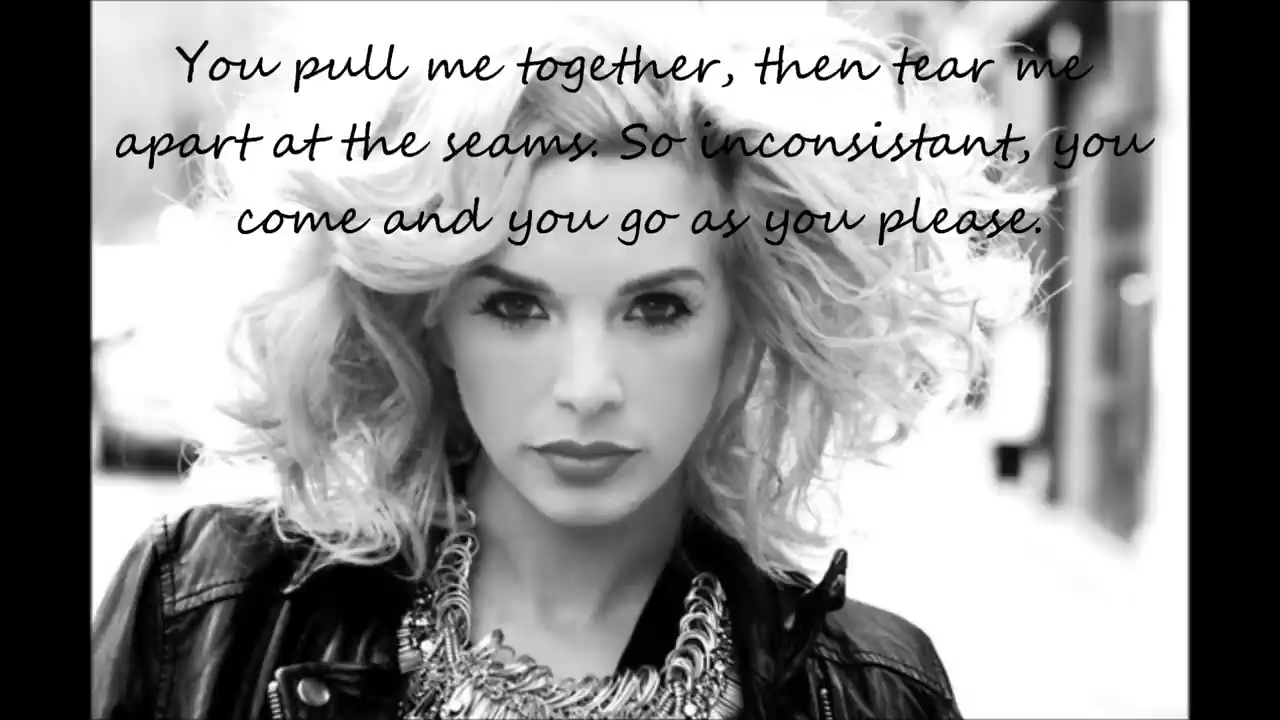 You pull me together, then tear me
apart at the seams. So inconsistant, you
come and you go as you please.